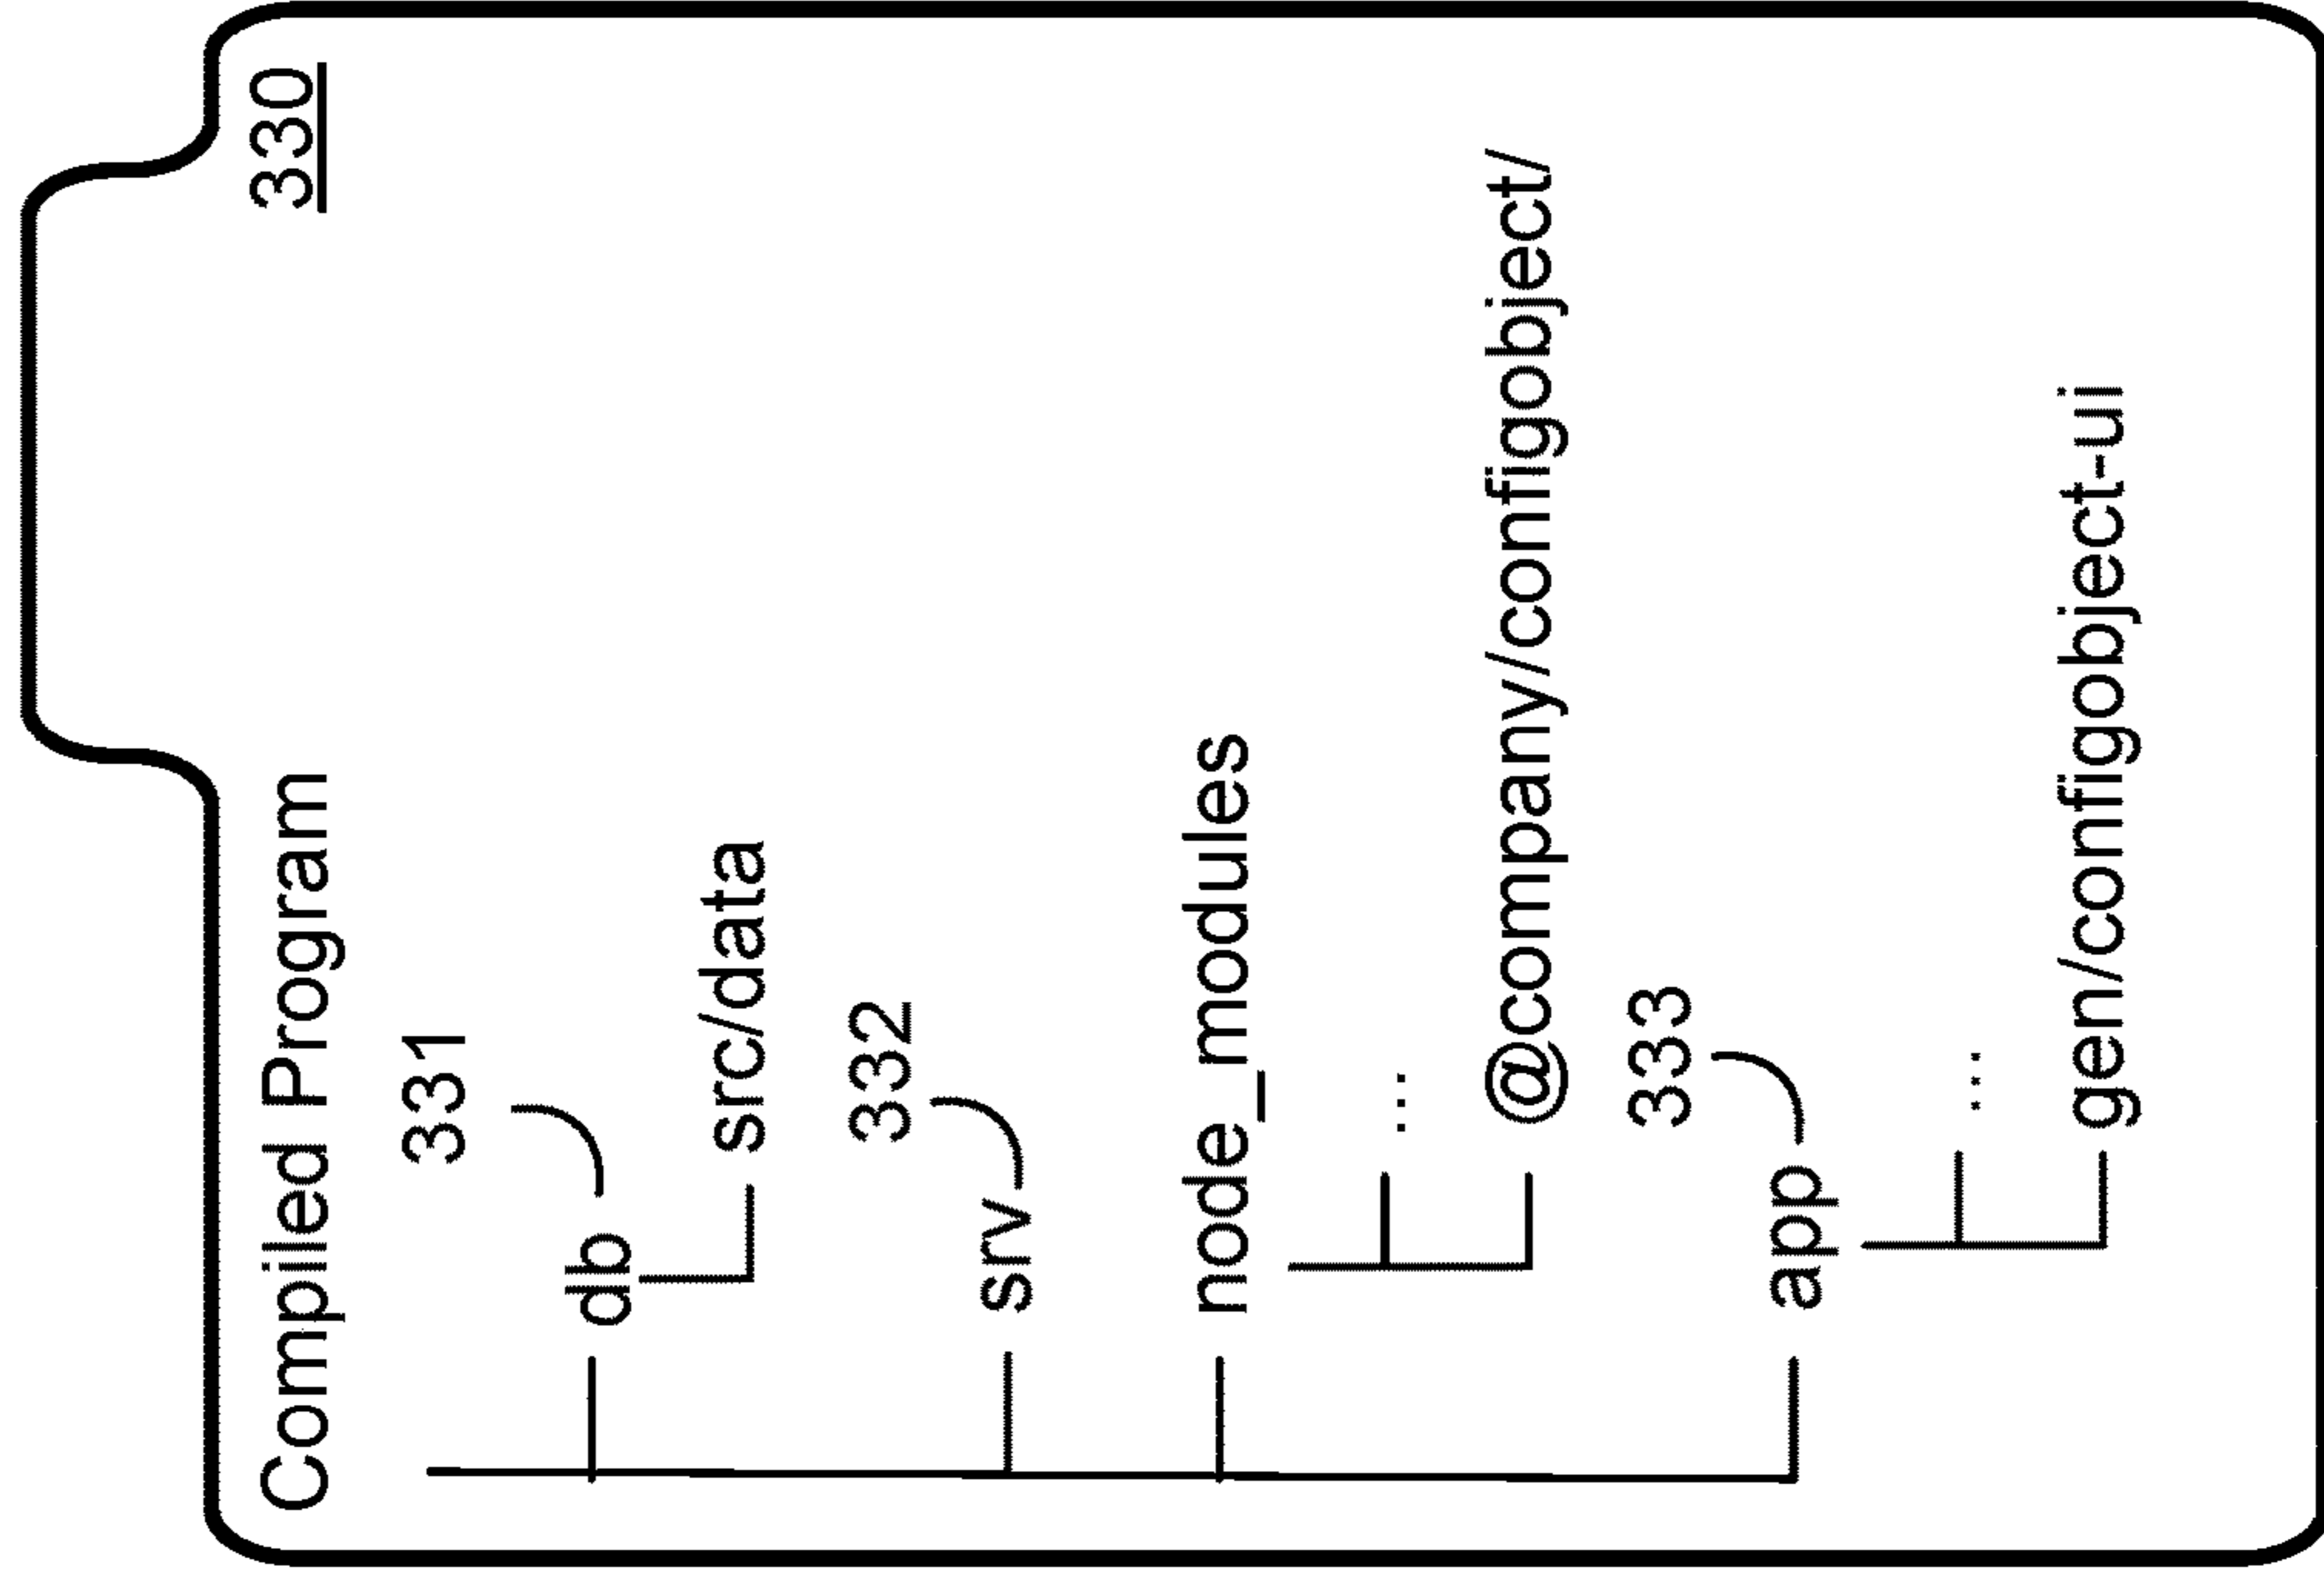 Compiled Program 330
331
db
src/data
332
srv
node_modules
...
@company/configobject/
333
app
...
gen/configobject-ui